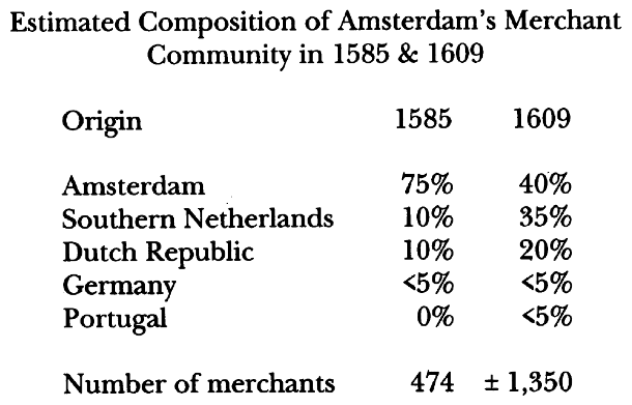 Estimated Composition of Amsterdam's Merchant
Community in 1585 & 1609
Origin 1585 1609
Amsterdam 75% 40%
Southern Netherlands 10% 35%
Dutch Republic 10% 20%
Germany <5% <5%
Portugal 0% <5%
Number of merchants 474 ± 1,350